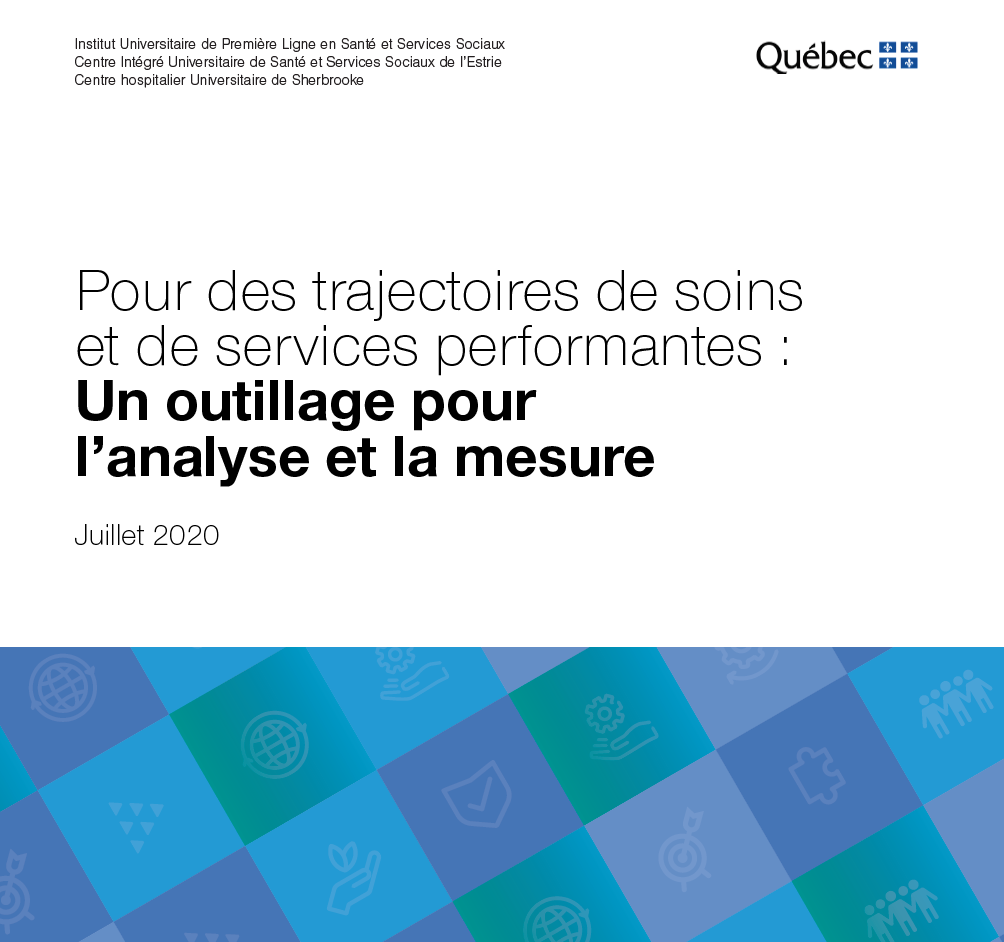 Institut Universitaire de Première Ligne en Santé et Services Sociaux
Centre Intégré Universitaire de Santé et Services Sociaux de l'Estrie
Centre hospitalier Universitaire de Sherbrooke
Québec
Pour des trajectoires de soins
et de services performantes :
Un outillage pour
l'analyse et la mesure
Juillet 2020